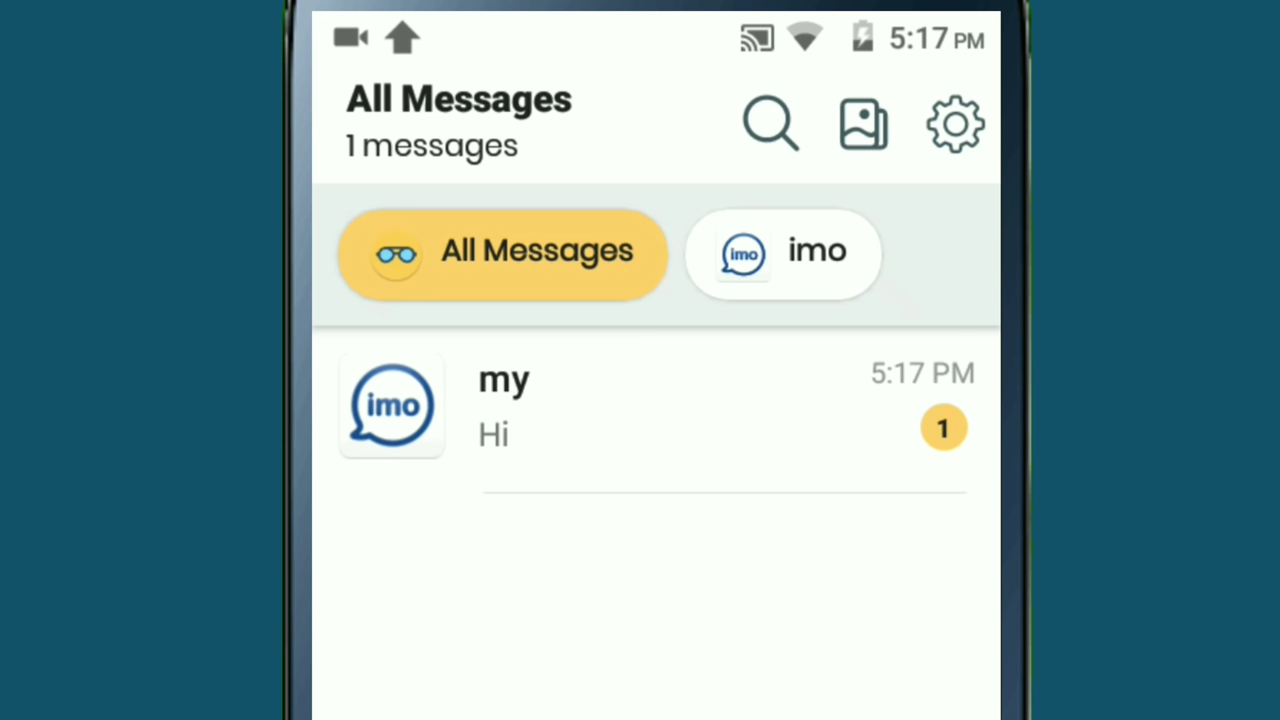 5:17 PM
All Messages
1 messages
All Messages
imo imo
imo
my
5:17 PM
Hi
1